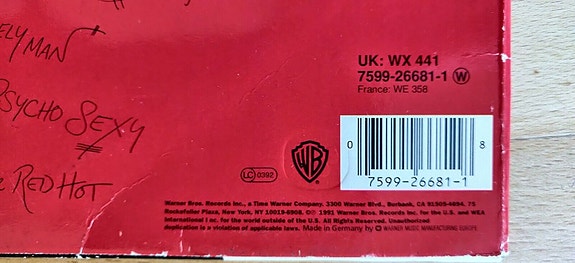 ELY MAN
PSYCHO SEXY
RED HOT
UK: WX 441
7599-26681-1 W
France: WE 358
0 8
7599-26681-1
LC 0392
WB
Warner Bros. Records Inc., a Time Warner Company. 3300 Warner Blvd., Burbank, CA 91505-4694. 75
Rockefeller Plaza, New York, NY 10019-6908. ©℗ 1991 Warner Bros. Records Inc. for the U.S. and WEA
International Inc. for the world outside of the U.S. All Rights Reserved. Unauthorized
duplication is a violation of applicable laws. Made in Germany by WARNER MUSIC MANUFACTURING EUROPE.